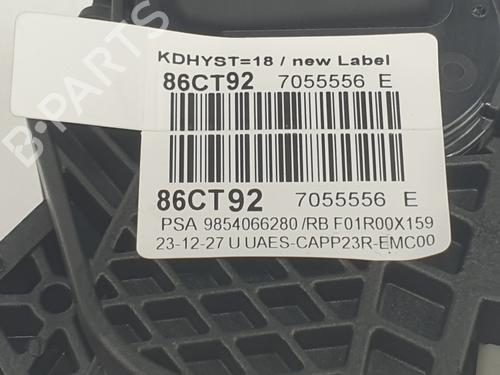 B-PARTS
KDHYST=18 / new Label
86CT92 7055556 E
86CT92 7055556 E
PSA 9854066280 /RB F01R00X159
23-12-27 U UAES-CAPP23R-EMC00